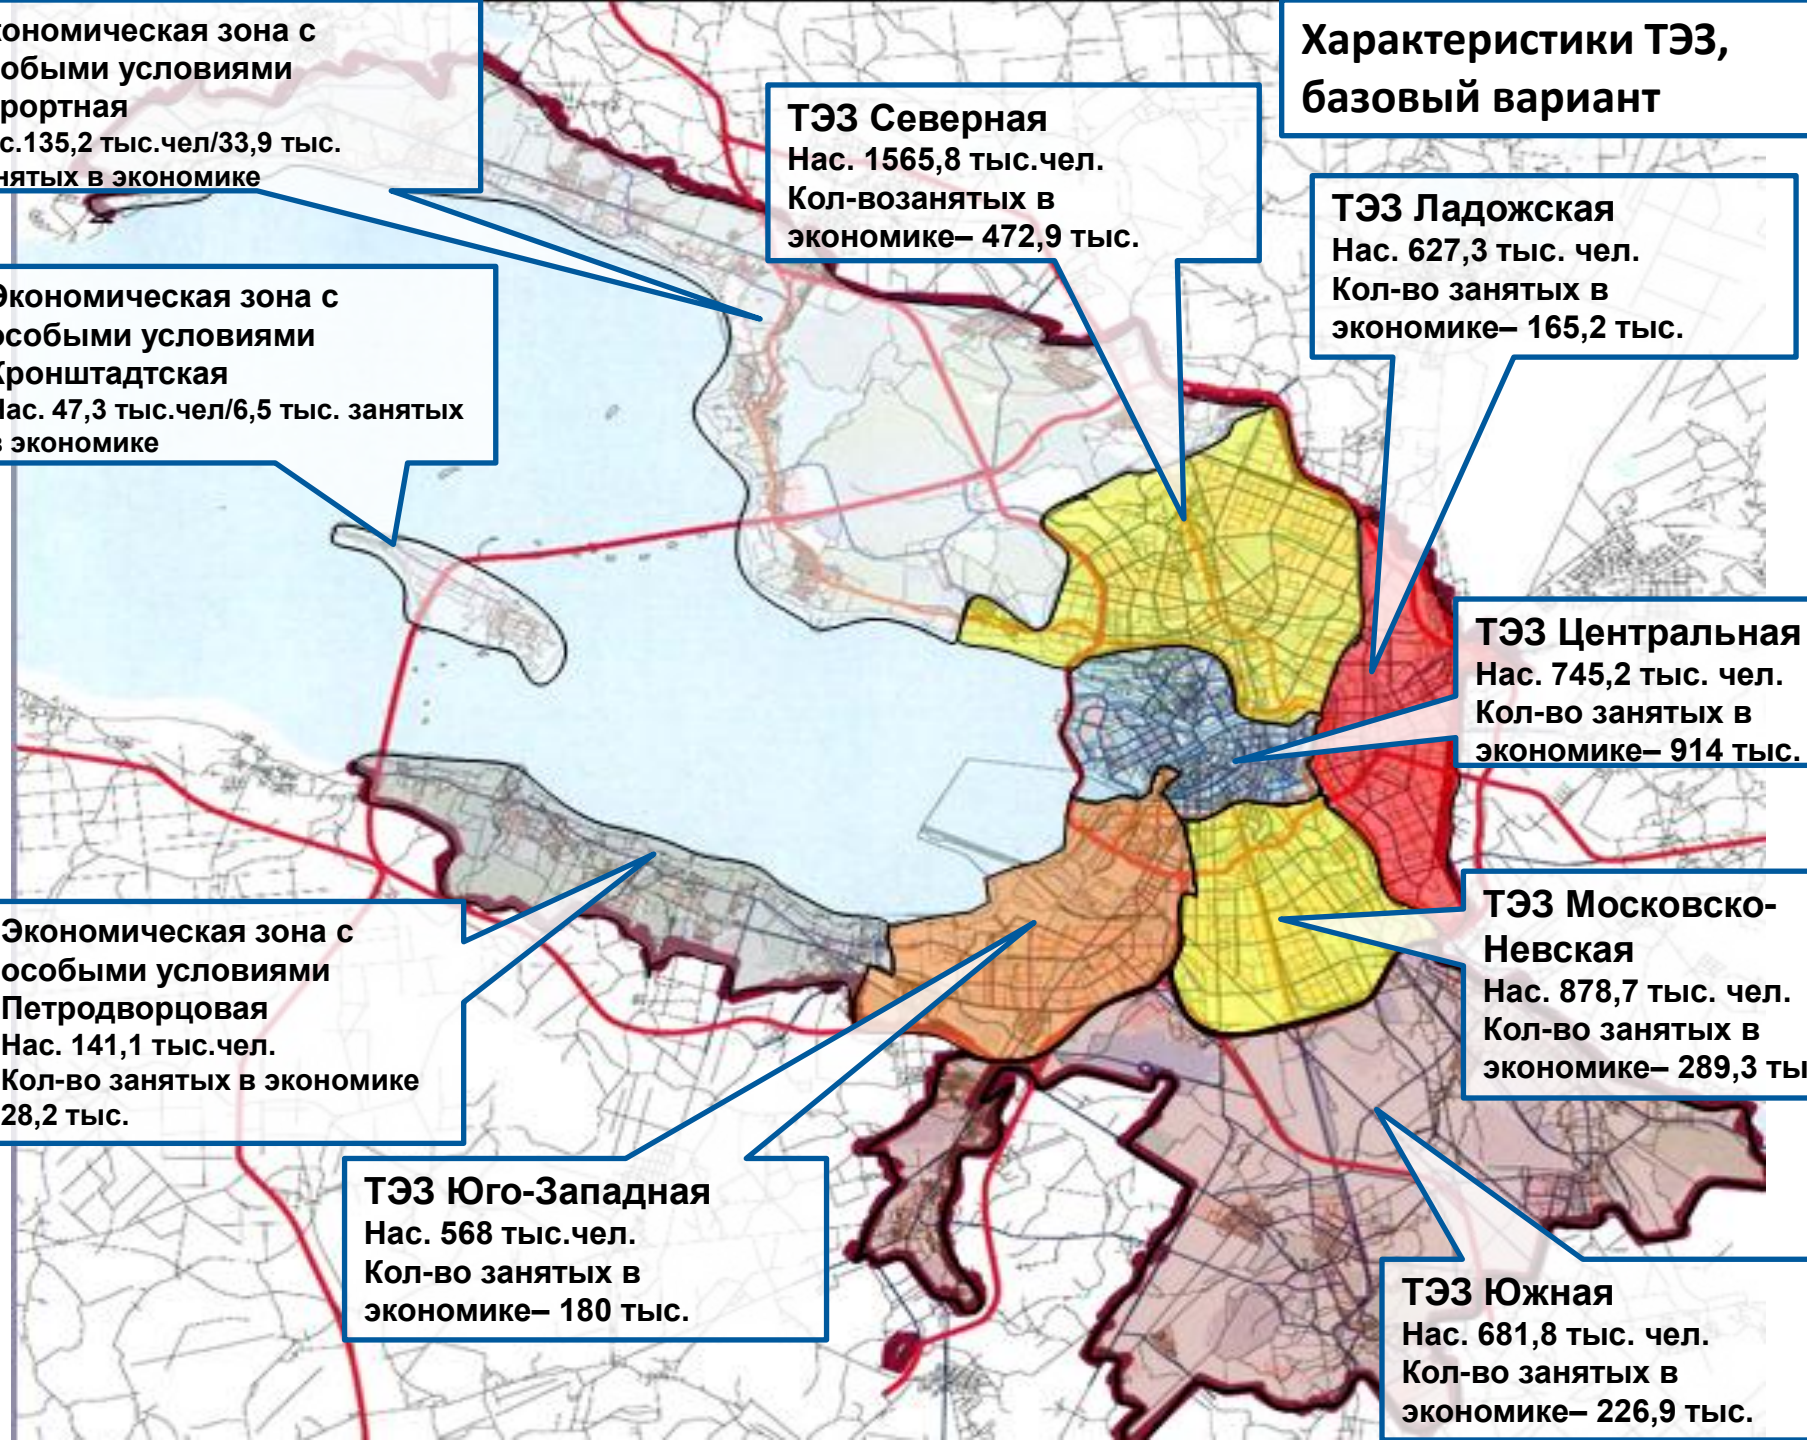 кономическая зона с
обыми условиями
рортная
с.135,2 тыс.чел/33,9 тыс.
нятых в экономике
Характеристики ТЭЗ,
базовый вариант
ТЭЗ Северная
Нас. 1565,8 тыс.чел.
Кол-возанятых в
экономике– 472,9 тыс.
ТЭЗ Ладожская
Нас. 627,3 тыс. чел.
Кол-во занятых в
экономике– 165,2 тыс.
Экономическая зона с
особыми условиями
Кронштадтская
Нас. 47,3 тыс.чел/6,5 тыс. занятых
в экономике
ТЭЗ Центральная
Нас. 745,2 тыс. чел.
Кол-во занятых в
экономике– 914 тыс.
ТЭЗ Московско-
Невская
Нас. 878,7 тыс. чел.
Кол-во занятых в
экономике– 289,3 ты
Экономическая зона с
особыми условиями
Петродворцовая
Нас. 141,1 тыс.чел.
Кол-во занятых в экономике
28,2 тыс.
ТЭЗ Юго-Западная
Нас. 568 тыс.чел.
Кол-во занятых в
экономике– 180 тыс.
ТЭЗ Южная
Нас. 681,8 тыс. чел.
Кол-во занятых в
экономике– 226,9 тыс.